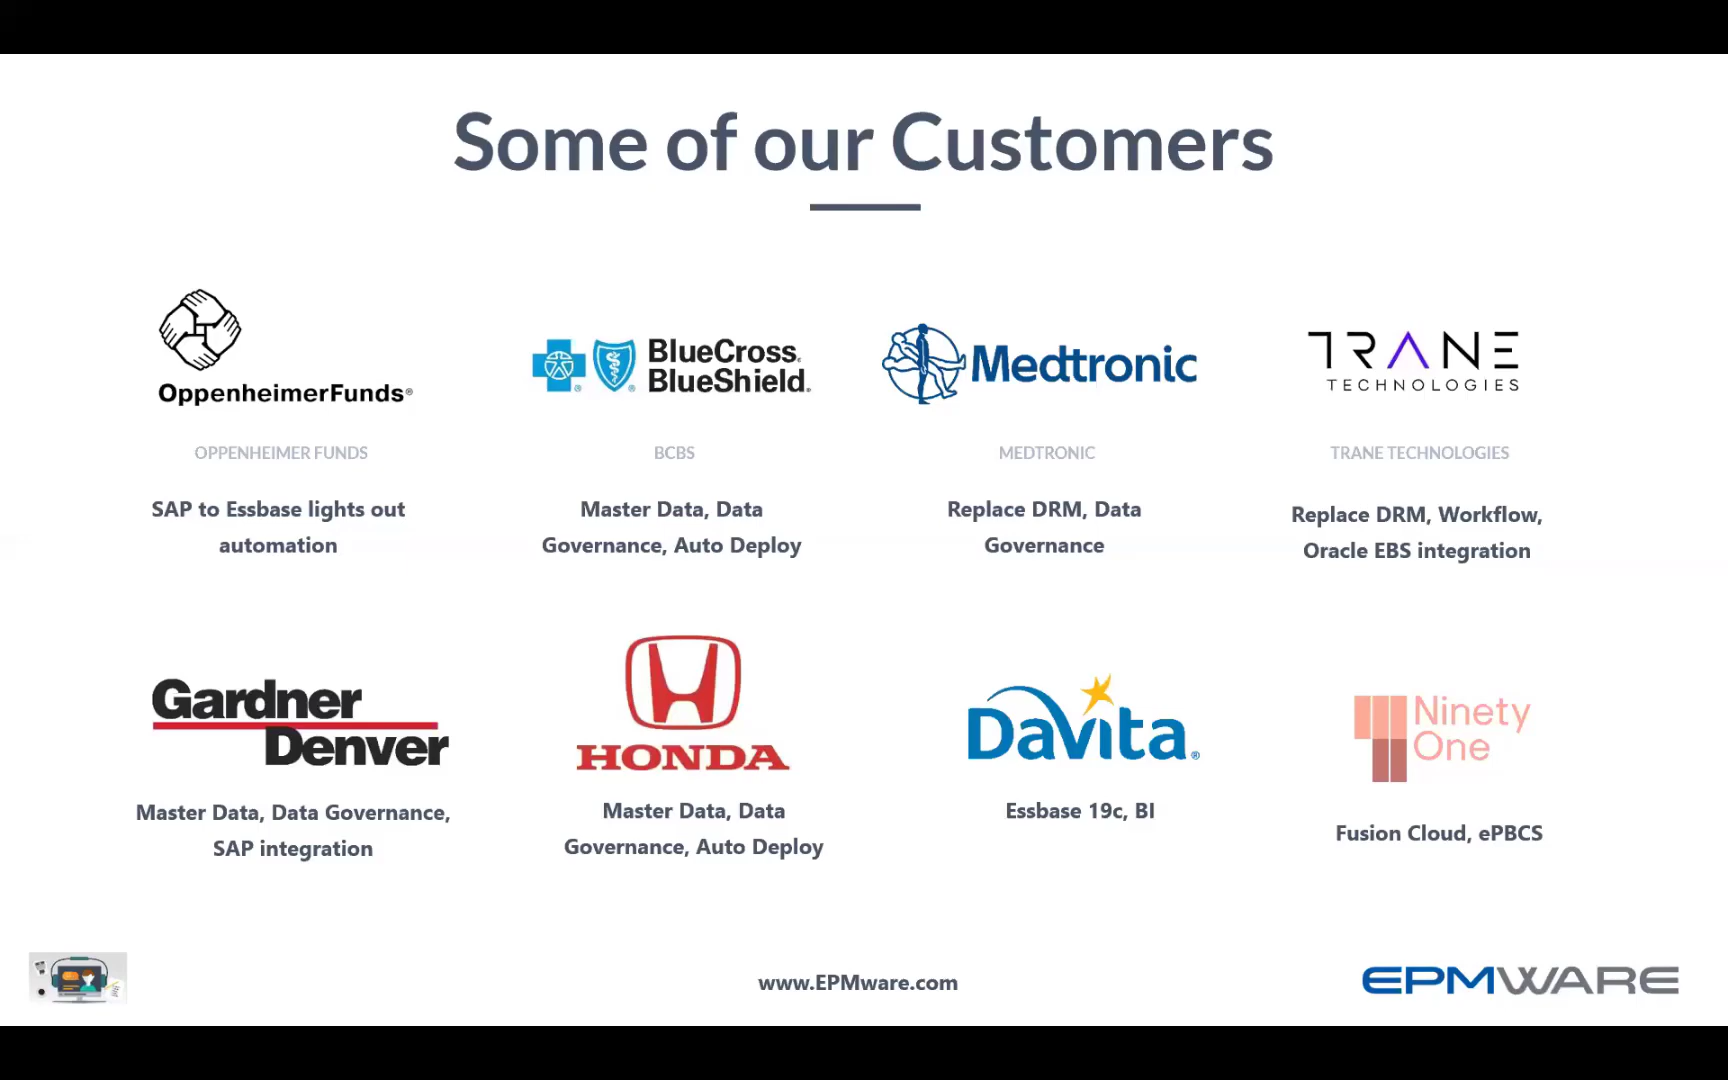 Some of our Customers
OppenheimerFunds®
BlueCross
BlueShield
Medtronic
TRANE
TECHNOLOGIES
OPPENHEIMER FUNDS
BCBS
MEDTRONIC
TRANE TECHNOLOGIES
SAP to Essbase lights out
automation
Master Data, Data
Governance, Auto Deploy
Replace DRM, Data
Governance
Replace DRM, Workflow,
Oracle EBS integration
Gardner
Denver
HONDA
DaVita®
Ninety
One
Master Data, Data Governance,
SAP integration
Master Data, Data
Governance, Auto Deploy
Essbase 19c, BI
Fusion Cloud, ePBCS
www.EPMware.com
EPMWARE